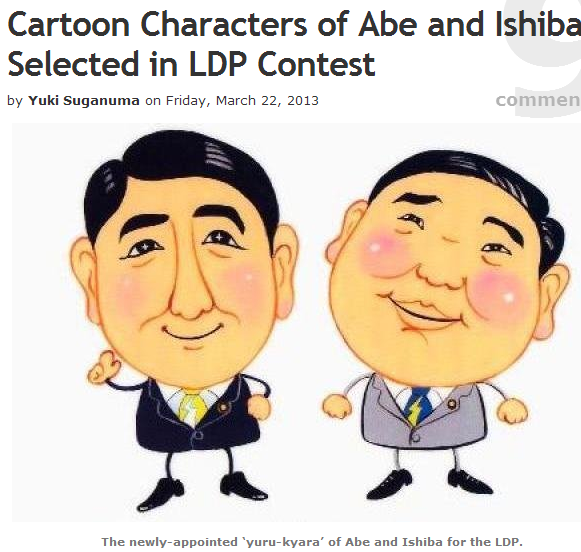 Cartoon Characters of Abe and Ishiba
Selected in LDP Contest
by Yuki Suganuma on Friday, March 22, 2013
commen
The newly-appointed ‘yuru-kyara’ of Abe and Ishiba for the LDP.